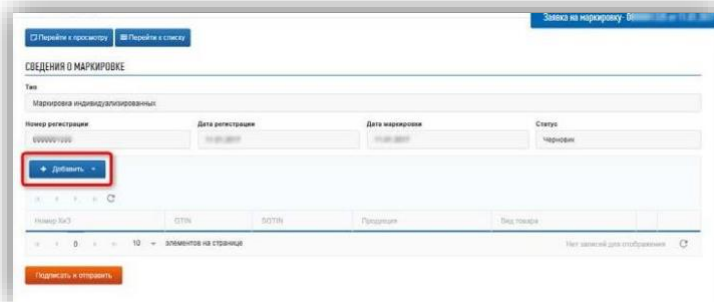 Заявка на маркировку- 0
Перейти к просмотру Перейти к списку
СВЕДЕНИЯ О МАРКИРОВКЕ
Тип
Маркировка индивидуализированных
Номер регистрации Дата регистрации Дата маркировки Статус
Черновик
+ Добавить
Номер КиЗ GTIN SGTIN Продукция Вид товара
0 10 элементов на странице Нет записей для отображения
Подписать и отправить